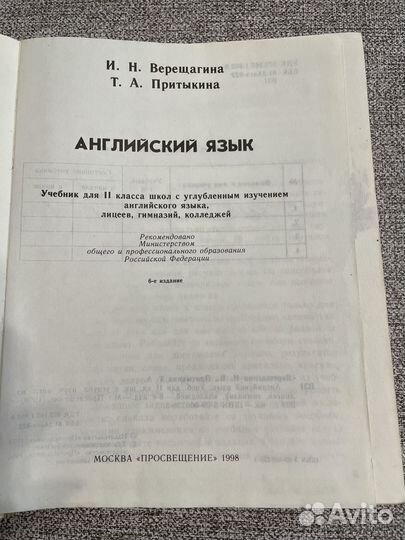 И. Н. Верещагина
Т. А. Притыкина
АНГЛИЙСКИЙ ЯЗЫК
Учебник для II класса школ с углубленным изучением
английского языка,
лицеев, гимназий, колледжей
Рекомендовано
Министерством
общего и профессионального образования
Российской Федерации
6-е издание
МОСКВА «ПРОСВЕЩЕНИЕ» 1998
Avito